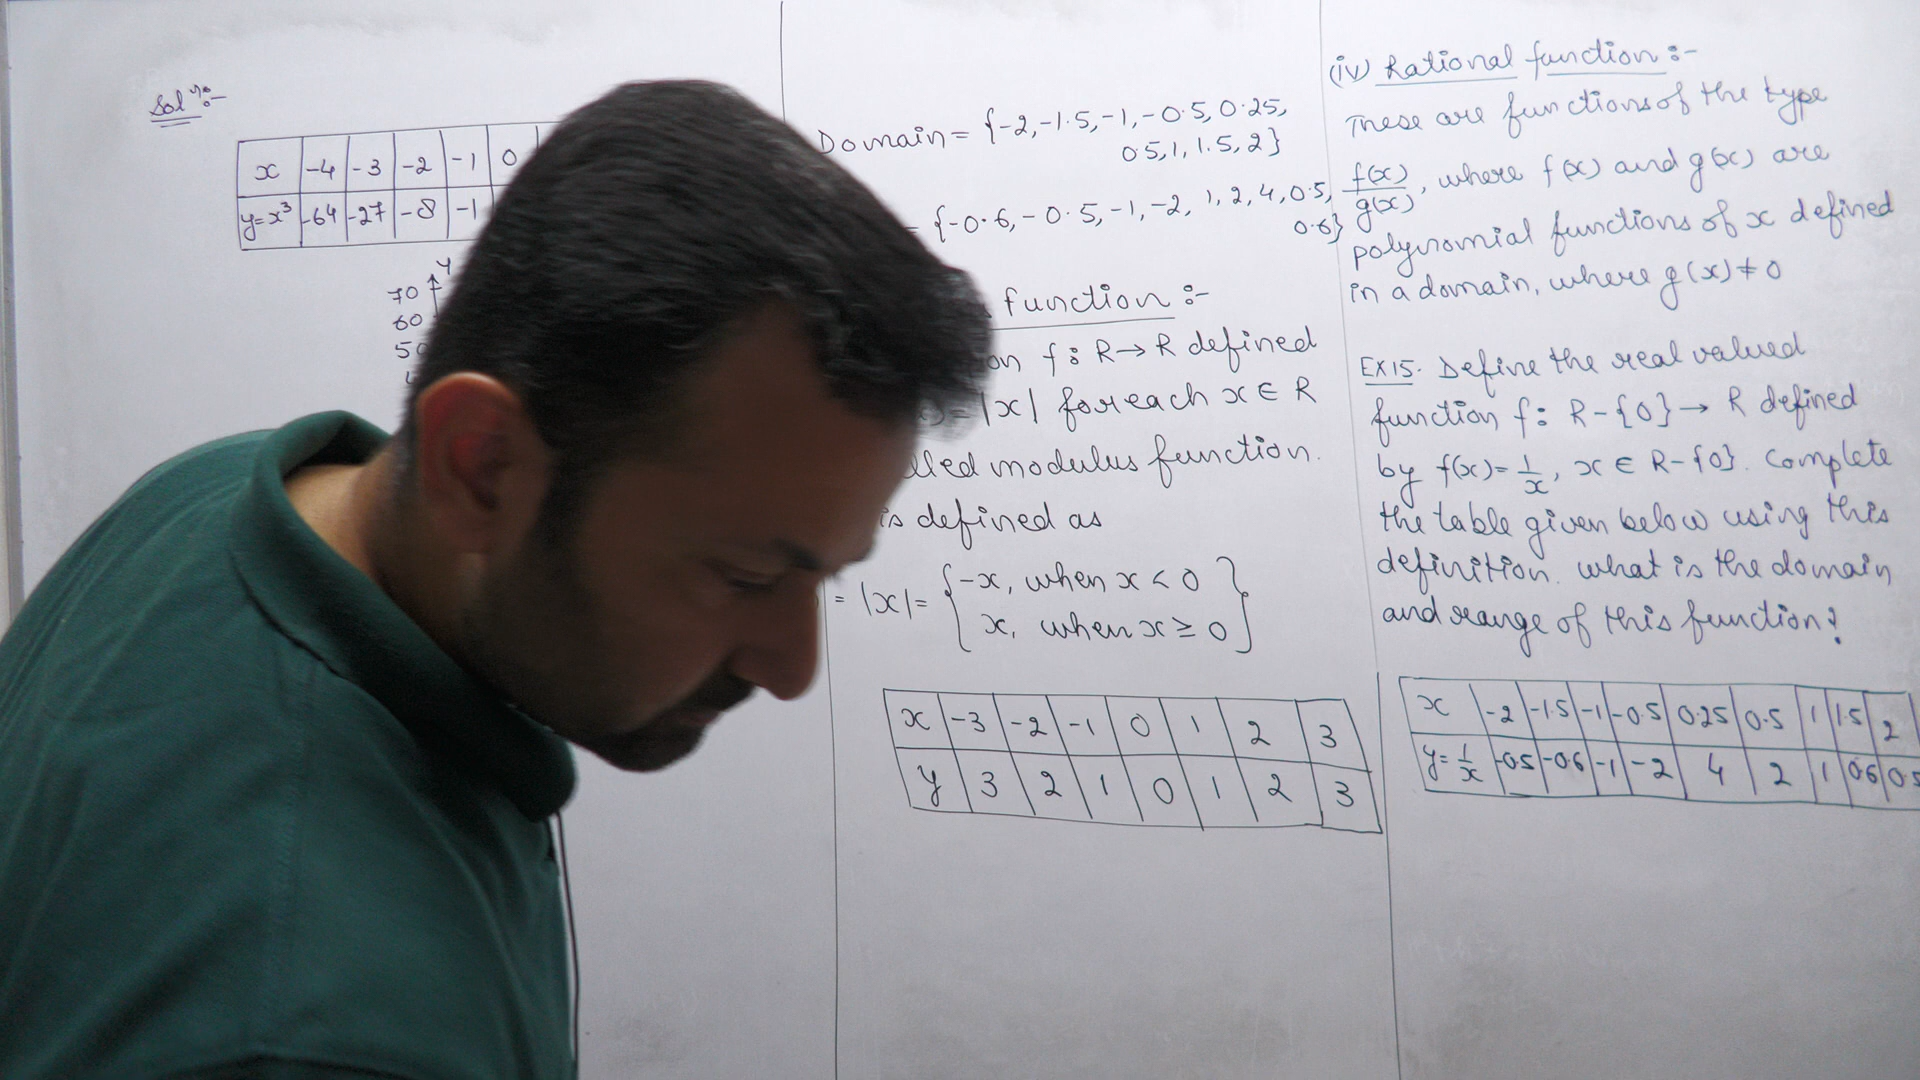 Solⁿ:-
x -4 -3 -2 -1 0
y=x³ -64 -27 -8 -1
Y
70
60
50
Domain = {-2, -1.5, -1, -0.5, 0.25,
0.5, 1, 1.5, 2}
= {-0.6, -0.5, -1, -2, 1, 2, 4, 0.5,
0.6}
function :-
f: R→R defined
= |x| for each x ∈ R
modulus function.
is defined as
= |x| = {-x, when x < 0
x, when x ≥ 0}
x -3 -2 -1 0 1 2 3
y 3 2 1 0 1 2 3
(iv) Rational function :-
These are functions of the type
f(x)/g(x), where f(x) and g(x) are
polynomial functions of x defined
in a domain, where g(x) ≠ 0
EX15. Define the real valued
function f: R-{0} → R defined
by f(x) = 1/x, x ∈ R-{0}. Complete
the table given below using this
definition. what is the domain
and range of this function?
x -2 -1.5 -1 -0.5 0.25 0.5 1 1.5 2
y=1/x -0.5 -0.6 -1 -2 4 2 1 0.6 0.5